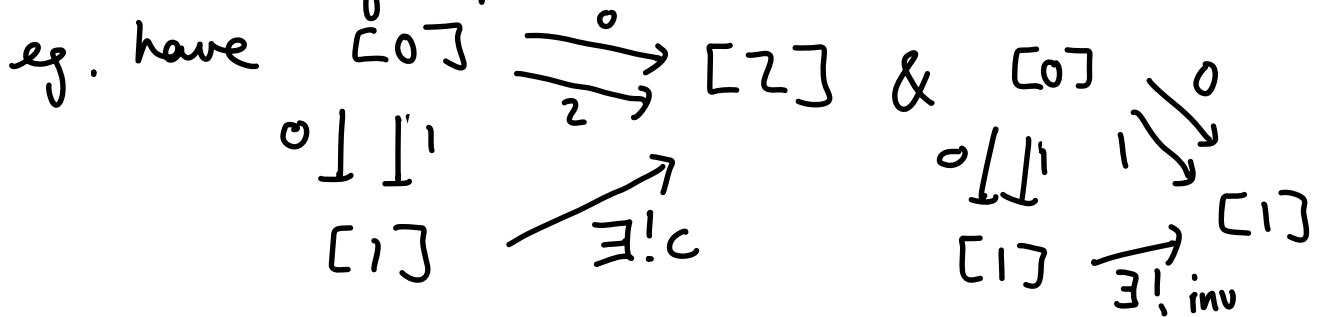 eg. have [0] 0 [2] & [0] 0
0 1 2 0 1 1
[1] ∃!c [1] ∃! inv [1]